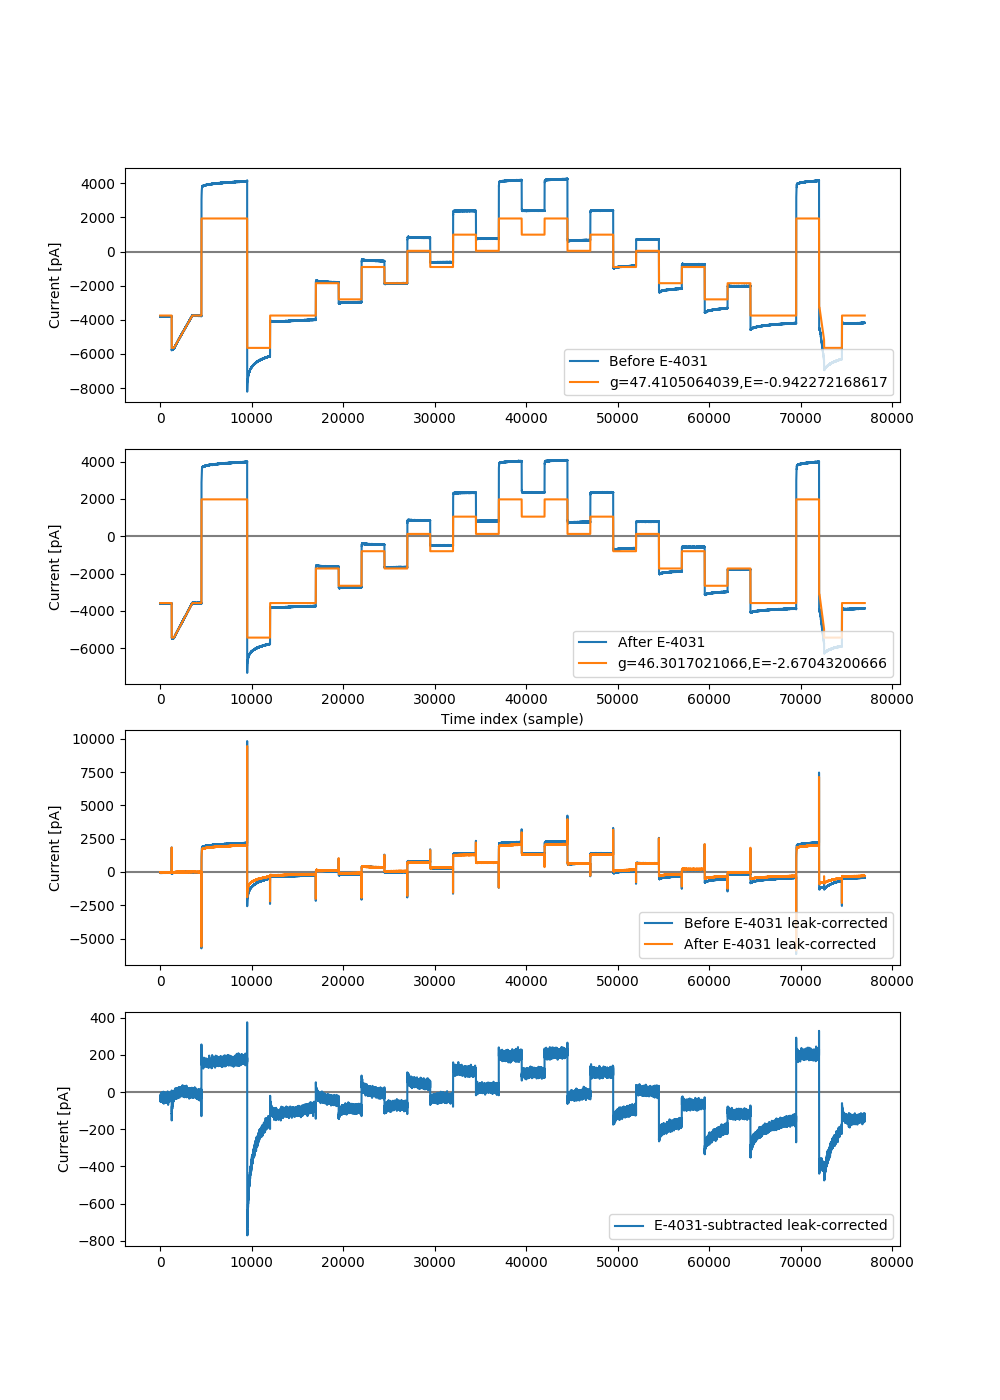 4000
2000
0
−2000
−4000
−6000
−8000
Current [pA]
Before E-4031
g=47.4105064039,E=-0.942272168617
0 10000 20000 30000 40000 50000 60000 70000 80000
4000
2000
0
−2000
−4000
−6000
Current [pA]
After E-4031
g=46.3017021066,E=-2.67043200666
0 10000 20000 30000 40000 50000 60000 70000 80000
Time index (sample)
10000
7500
5000
2500
0
−2500
−5000
Current [pA]
Before E-4031 leak-corrected
After E-4031 leak-corrected
0 10000 20000 30000 40000 50000 60000 70000 80000
400
200
0
−200
−400
−600
−800
Current [pA]
E-4031-subtracted leak-corrected
0 10000 20000 30000 40000 50000 60000 70000 80000